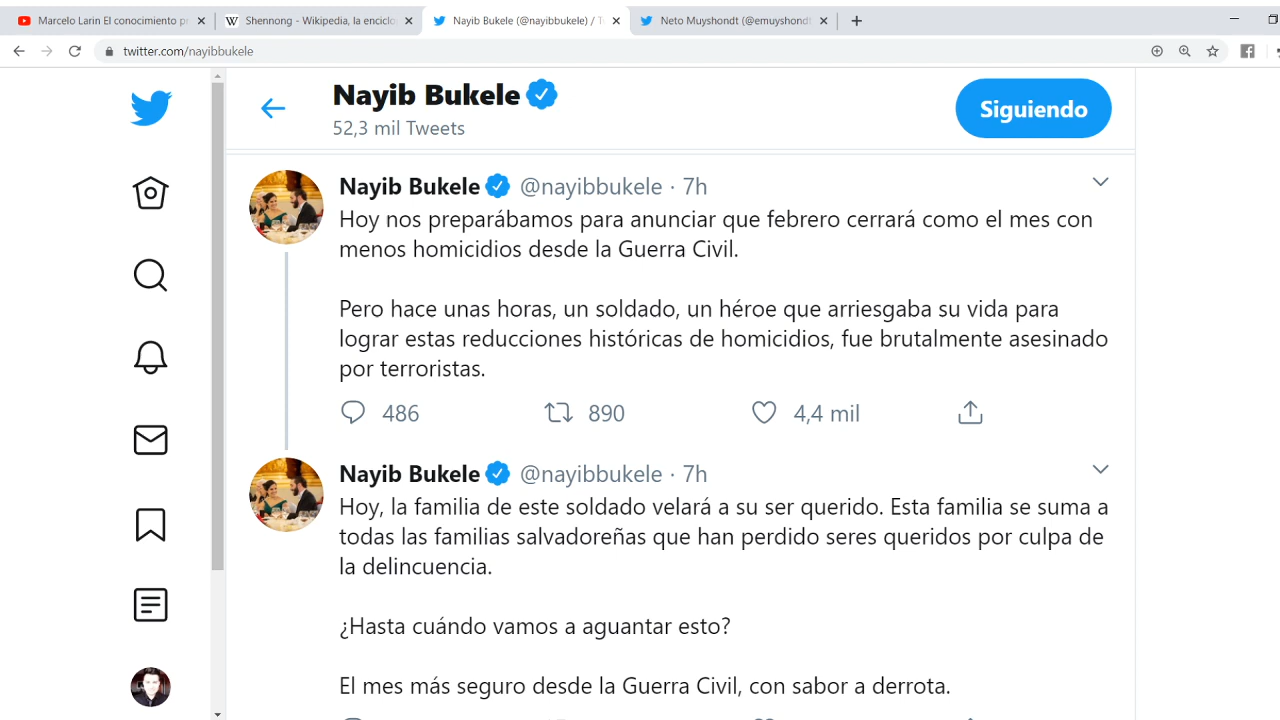 Marcelo Larin El conocimiento pr
Shennong - Wikipedia, la enciclop
Nayib Bukele (@nayibbukele) / T
Neto Muyshondt (@emuyshondt
twitter.com/nayibbukele
Nayib Bukele
52,3 mil Tweets
Siguiendo
Nayib Bukele @nayibbukele · 7h
Hoy nos preparábamos para anunciar que febrero cerrará como el mes con
menos homicidios desde la Guerra Civil.
Pero hace unas horas, un soldado, un héroe que arriesgaba su vida para
lograr estas reducciones históricas de homicidios, fue brutalmente asesinado
por terroristas.
486 890 4,4 mil
Nayib Bukele @nayibbukele · 7h
Hoy, la familia de este soldado velará a su ser querido. Esta familia se suma a
todas las familias salvadoreñas que han perdido seres queridos por culpa de
la delincuencia.
¿Hasta cuándo vamos a aguantar esto?
El mes más seguro desde la Guerra Civil, con sabor a derrota.